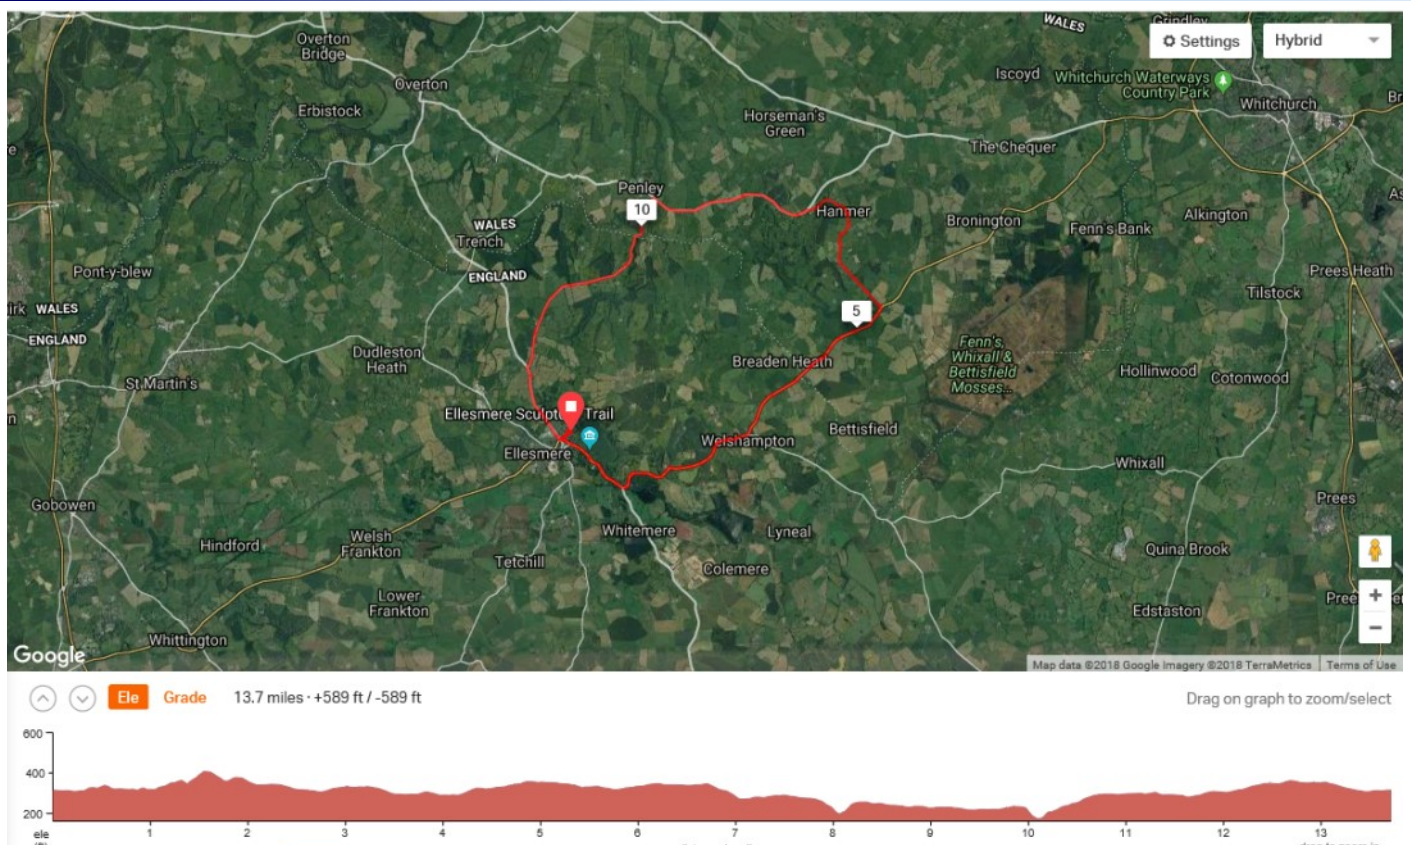 WALES
Grindley
Settings
Hybrid
Overton
Bridge
Iscoyd
Whitchurch Waterways
Country Park
Overton
Whitchurch
Erbistock
Horseman's
Green
The Chequer
Penley
10
Hanmer
WALES
Trench
Bronington
Alkington
Fenn's Bank
Pont-y-blew
ENGLAND
Prees Heath
Tilstock
WALES
ENGLAND
5
Fenn's,
Whixall &
Bettisfield
Mosses...
Dudleston
Heath
Breaden Heath
Hollinwood
Cotonwood
St Martin's
Ellesmere Sculpture Trail
Ellesmere
Welshampton
Bettisfield
Whixall
Gobowen
Prees
Hindford
Welsh
Frankton
Whitemere
Lyneal
Tetchill
Colemere
Quina Brook
Lower
Frankton
Edstaston
Whittington
+
−
Google
Map data ©2018 Google Imagery ©2018 TerraMetrics
Terms of Use
Ele
Grade
13.7 miles · +589 ft / -589 ft
Drag on graph to zoom/select
600
400
200
ele
1 2 3 4 5 6 7 8 9 10 11 12 13